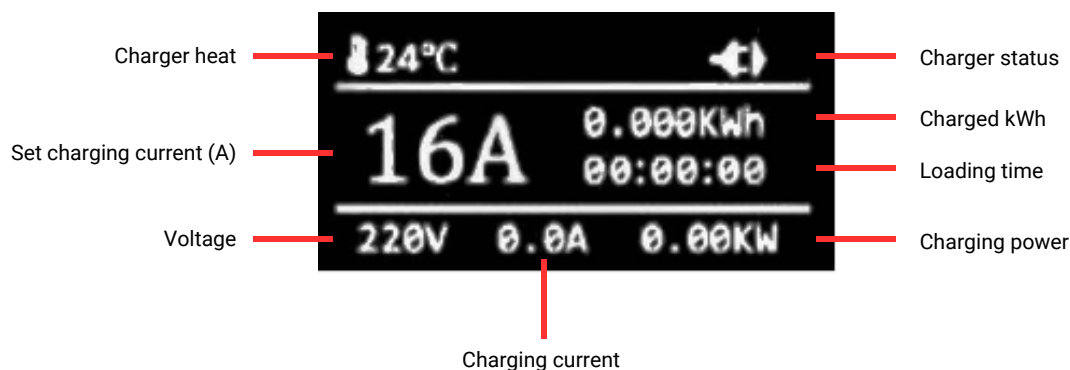 Charger heat
24°C
Charger status
Charged kWh
0.000KWh
Set charging current (A)
16A
00:00:00
Loading time
Voltage
220V 0.0A 0.00KW
Charging power
Charging current